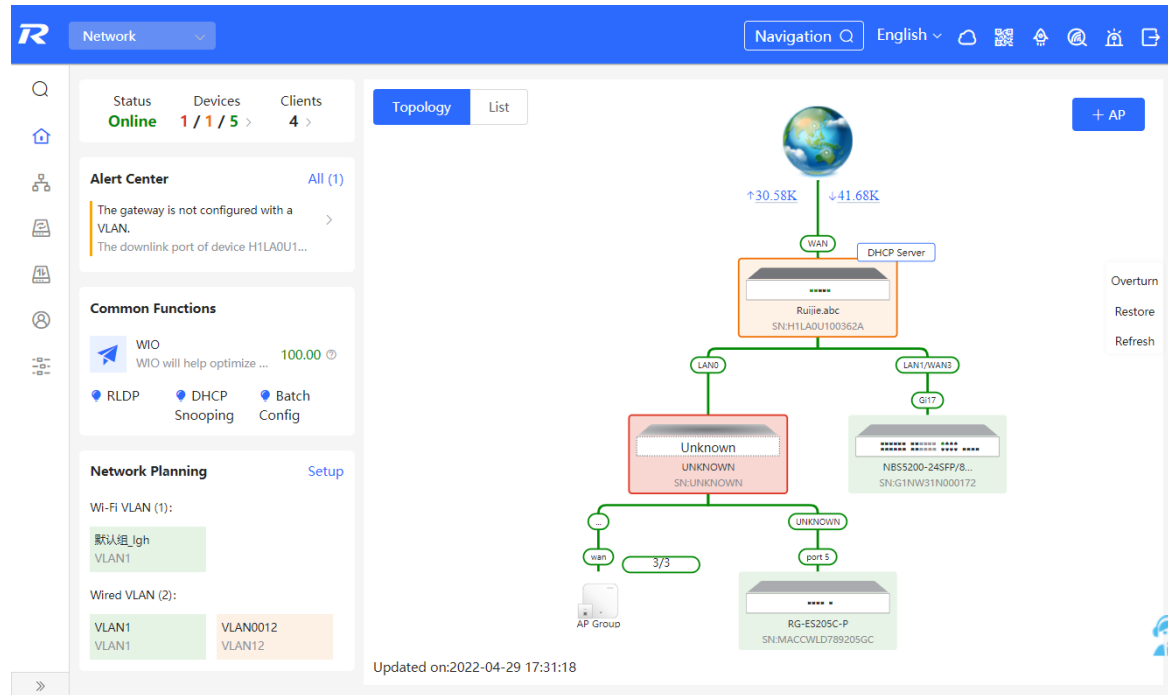 Network
Navigation
English
Status Devices Clients
Online 1 / 1 / 5 4
Alert Center All (1)
The gateway is not configured with a
VLAN.
The downlink port of device H1LA0U1...
Common Functions
WIO
WIO will help optimize ...
100.00
RLDP
DHCP
Snooping
Batch
Config
Network Planning Setup
Wi-Fi VLAN (1):
默认组_lgh
VLAN1
Wired VLAN (2):
VLAN1
VLAN1
VLAN0012
VLAN12
Topology List
+ AP
↑30.58K ↓41.68K
WAN
DHCP Server
Ruijie.abc
SN:H1LA0U100362A
Overturn
Restore
Refresh
LAN0
LAN1/WAN3
Gi17
Unknown
UNKNOWN
SN:UNKNOWN
NBS5200-24SFP/8...
SN:G1NW31N000172
...
UNKNOWN
wan
3/3
port 5
AP Group
RG-ES205C-P
SN:MACCWLD789205GC
Updated on:2022-04-29 17:31:18